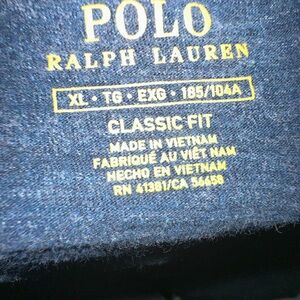 POLO
RALPH LAUREN
XL • TG • EXG • 185/104A
CLASSIC FIT
MADE IN VIETNAM
FABRIQUÉ AU VIÊT NAM
HECHO EN VIETNAM
RN 41381/CA 56658